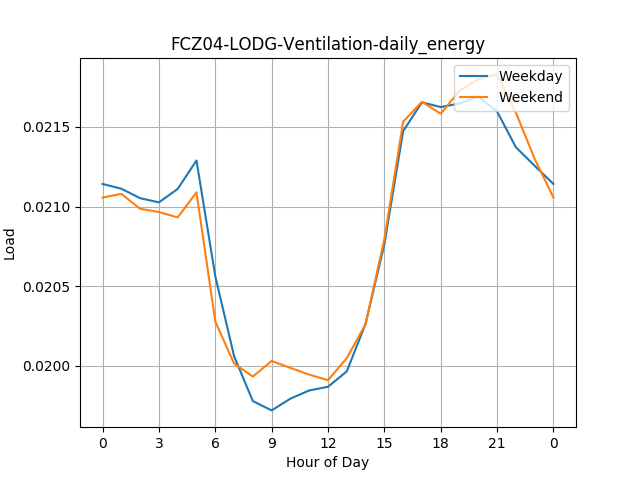 FCZ04-LODG-Ventilation-daily_energy
Weekday
Weekend
Load
0.0215
0.0210
0.0205
0.0200
0 3 6 9 12 15 18 21 0
Hour of Day